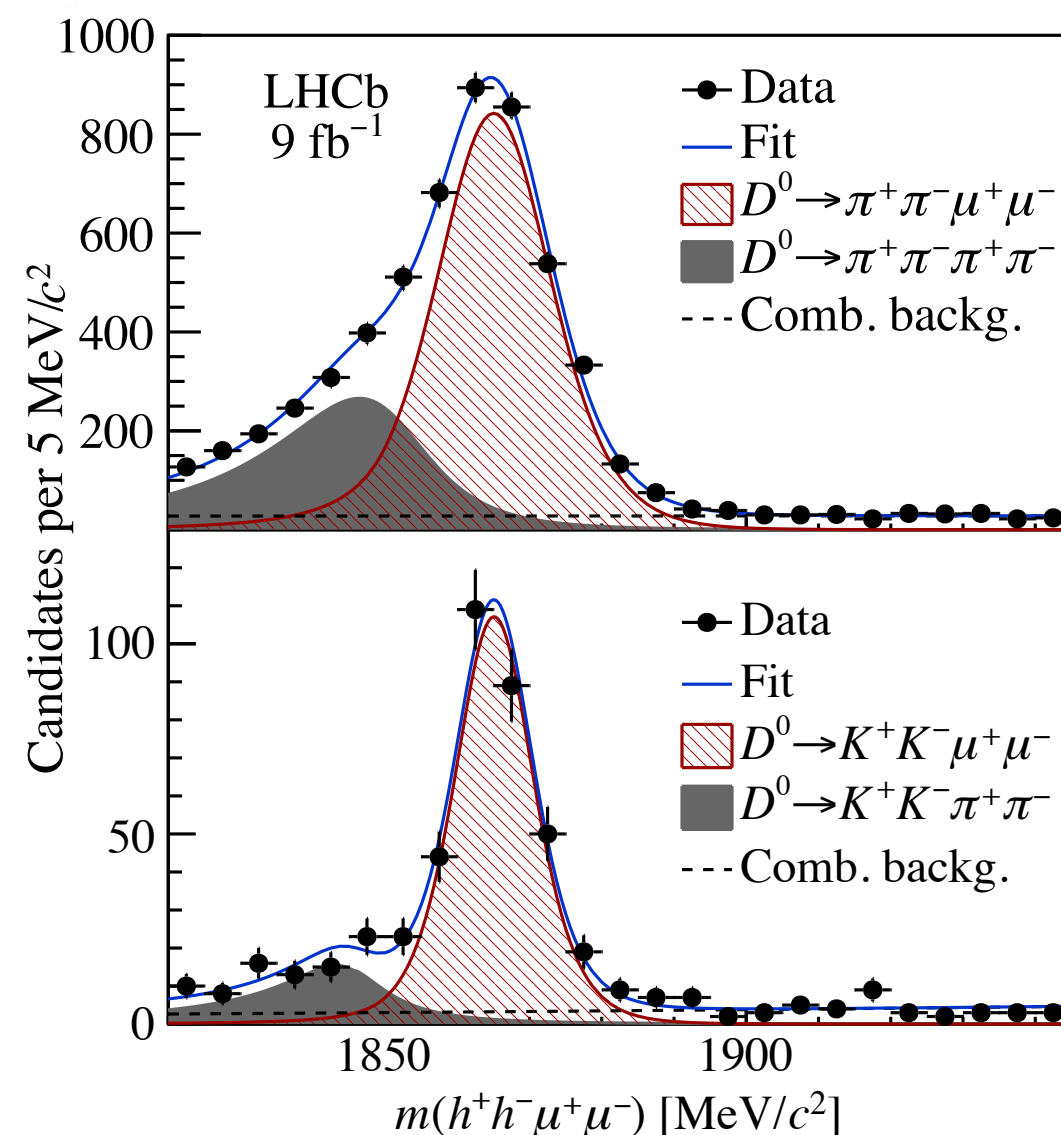 Candidates per 5 MeV/c²
1000
800
600
400
200
LHCb
9 fb⁻¹
Data
Fit
D⁰→π⁺π⁻μ⁺μ⁻
D⁰→π⁺π⁻π⁺π⁻
Comb. backg.
100
50
0
Data
Fit
D⁰→K⁺K⁻μ⁺μ⁻
D⁰→K⁺K⁻π⁺π⁻
Comb. backg.
1850
1900
m(h⁺h⁻μ⁺μ⁻) [MeV/c²]